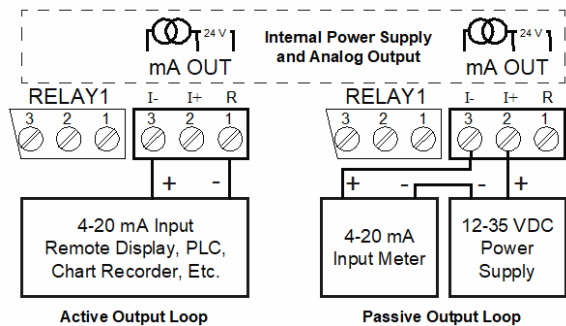 24 V
Internal Power Supply
and Analog Output
24 V
mA OUT
mA OUT
RELAY1
I- I+ R
RELAY1
I- I+ R
3 2 1
3 2 1
3 2 1
3 2 1
+ -
+ - - +
4-20 mA Input
Remote Display, PLC,
Chart Recorder, Etc.
4-20 mA
Input Meter
12-35 VDC
Power
Supply
Active Output Loop
Passive Output Loop